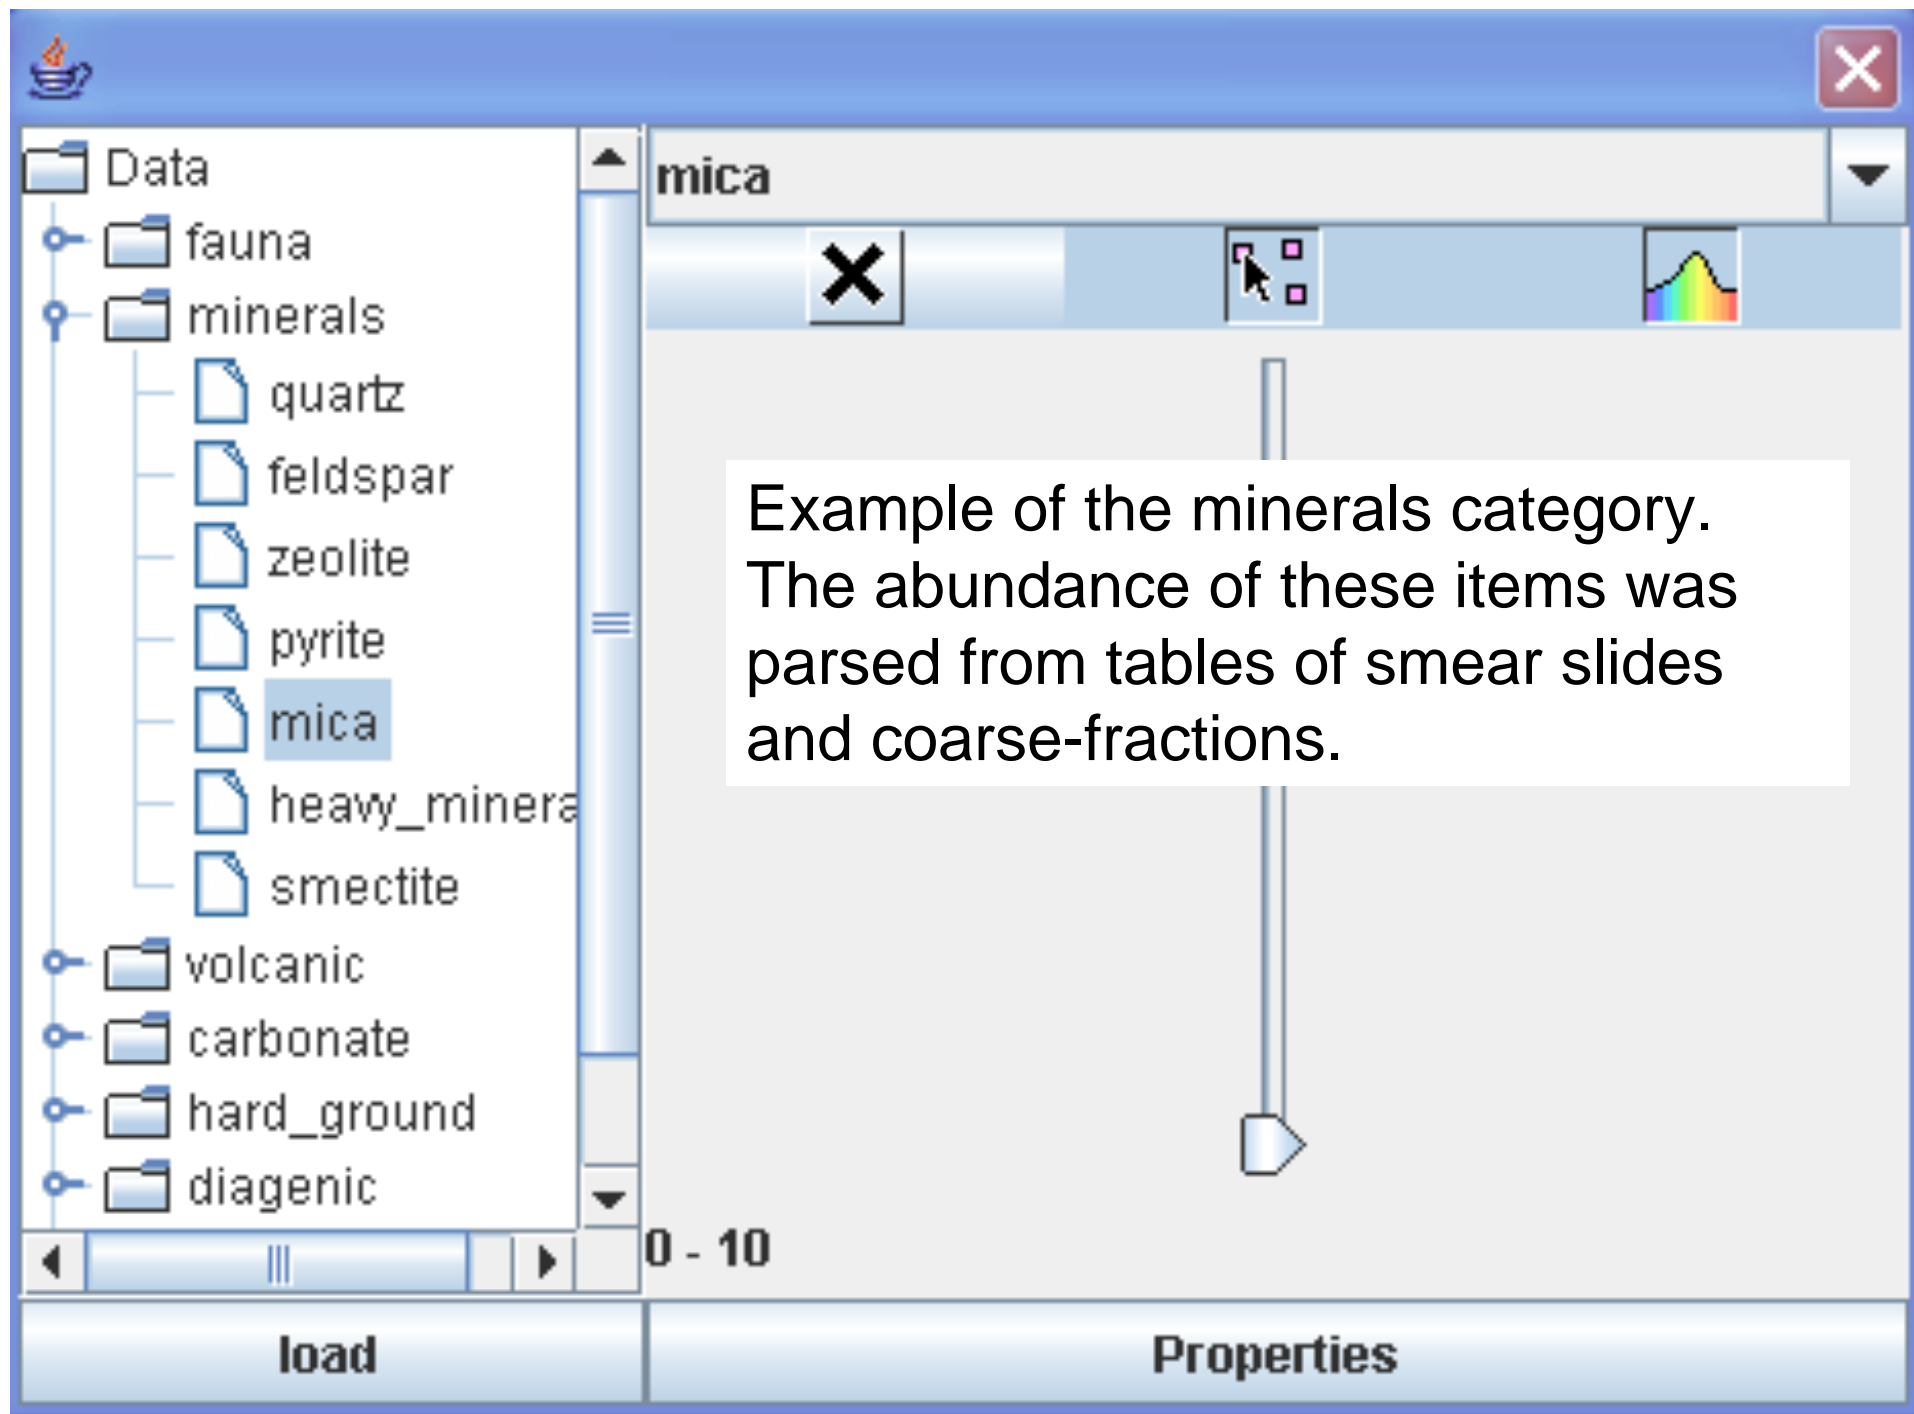 Data
fauna
minerals
quartz
feldspar
zeolite
pyrite
mica
heavy_minera
smectite
volcanic
carbonate
hard_ground
diagenic
load
mica
Example of the minerals category.
The abundance of these items was
parsed from tables of smear slides
and coarse-fractions.
0 - 10
Properties